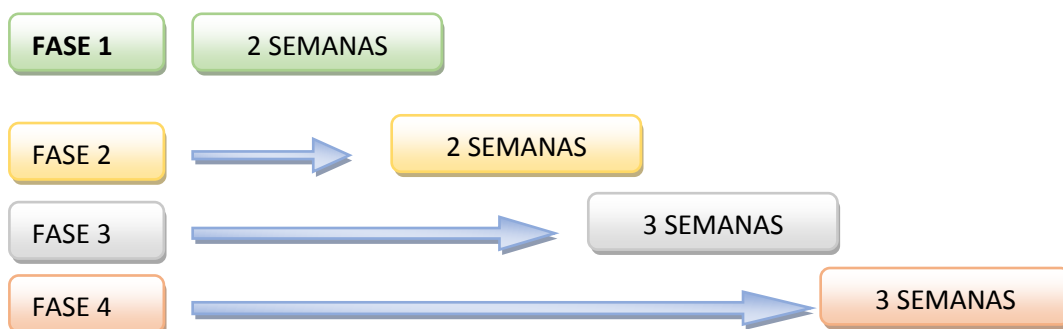 FASE 1 2 SEMANAS
FASE 2 2 SEMANAS
FASE 3 3 SEMANAS
FASE 4 3 SEMANAS